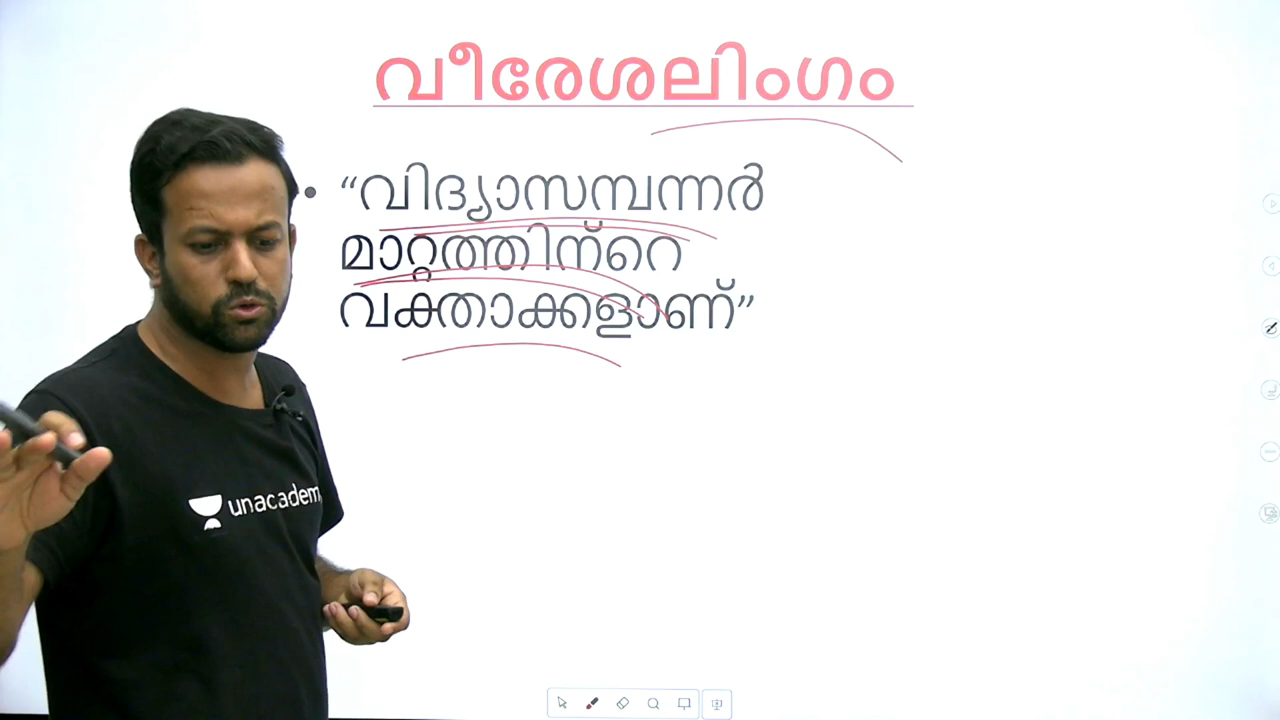 വീരേശലിംഗം
• “വിദ്യാസമ്പന്നർ
മാറ്റത്തിന്റെ
വക്താക്കളാണ്”
unacadem